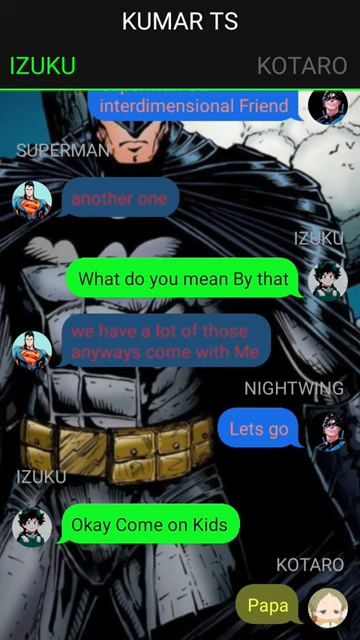 KUMAR TS
IZUKU
KOTARO
interdimensional Friend
SUPERMAN
another one
IZUKU
What do you mean By that
we have a lot of those
anyways come with Me
NIGHTWING
Lets go
IZUKU
Okay Come on Kids
KOTARO
Papa